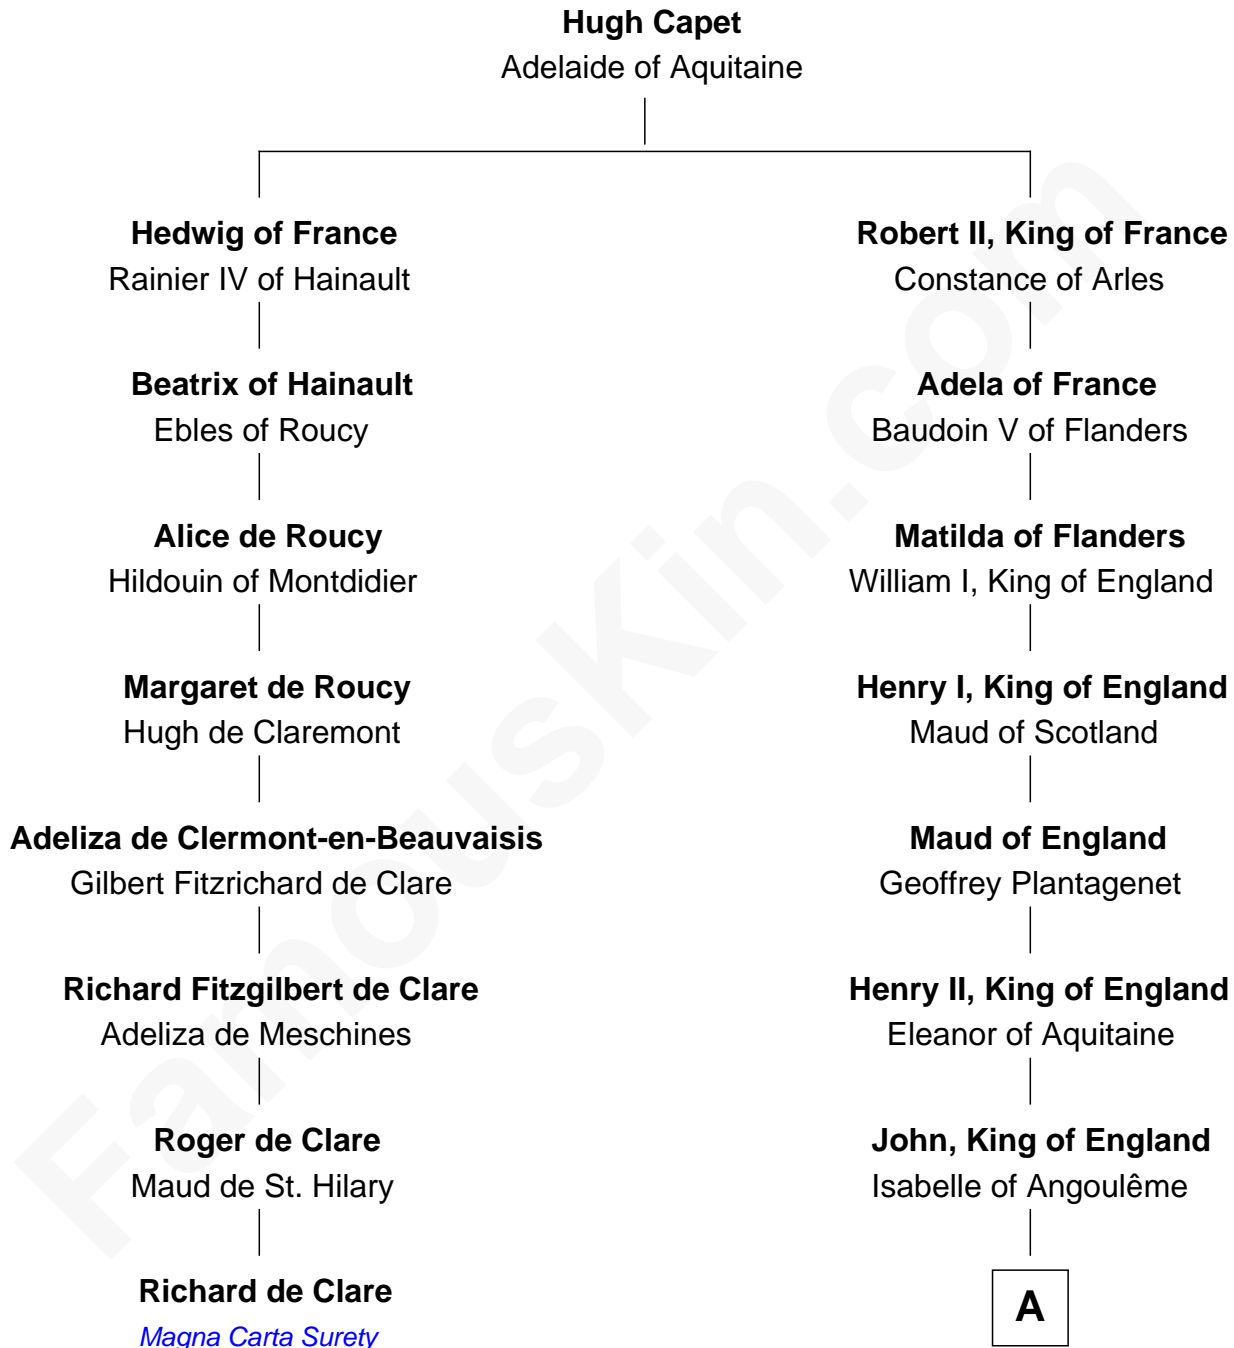 Hugh Capet
Adelaide of Aquitaine
Hedwig of France
Rainier IV of Hainault
Robert II, King of France
Constance of Arles
Beatrix of Hainault
Ebles of Roucy
Adela of France
Baudoin V of Flanders
Alice de Roucy
Hildouin of Montdidier
Matilda of Flanders
William I, King of England
Margaret de Roucy
Hugh de Claremont
Henry I, King of England
Maud of Scotland
Adeliza de Clermont-en-Beauvaisis
Gilbert Fitzrichard de Clare
Maud of England
Geoffrey Plantagenet
Richard Fitzgilbert de Clare
Adeliza de Meschines
Henry II, King of England
Eleanor of Aquitaine
Roger de Clare
Maud de St. Hilary
John, King of England
Isabelle of Angoulême
Richard de Clare
Magna Carta Surety
A
FamousKin.com